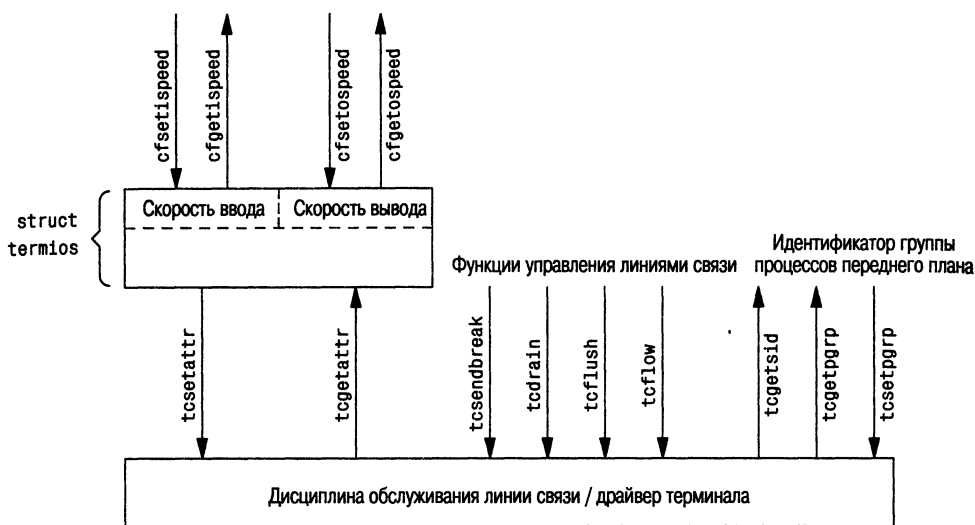 cfsetispeed
cfgetispeed
cfsetospeed
cfgetospeed
struct
termios
Скорость ввода
Скорость вывода
Функции управления линиями связи
Идентификатор группы
процессов переднего плана
tcsetattr
tcgetattr
tcsendbreak
tcdrain
tcflush
tcflow
tcgetsid
tcgetpgrp
tcsetpgrp
Дисциплина обслуживания линии связи / драйвер терминала